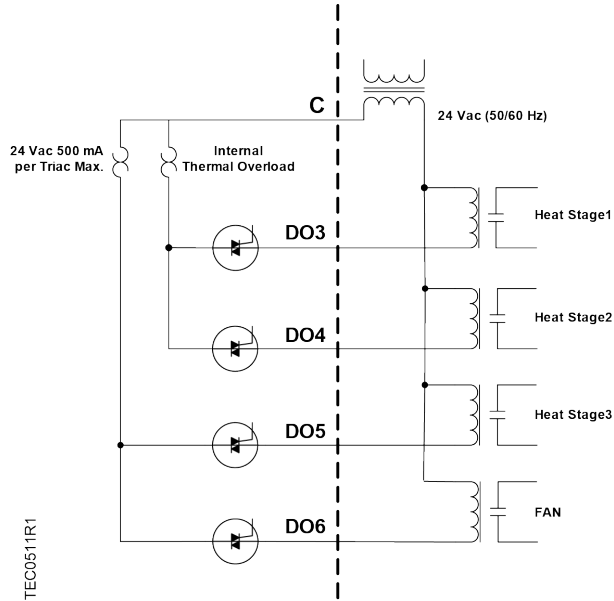 C
24 Vac (50/60 Hz)
24 Vac 500 mA
per Triac Max.
Internal
Thermal Overload
DO3
Heat Stage1
DO4
Heat Stage2
DO5
Heat Stage3
DO6
FAN
TEC0511R1